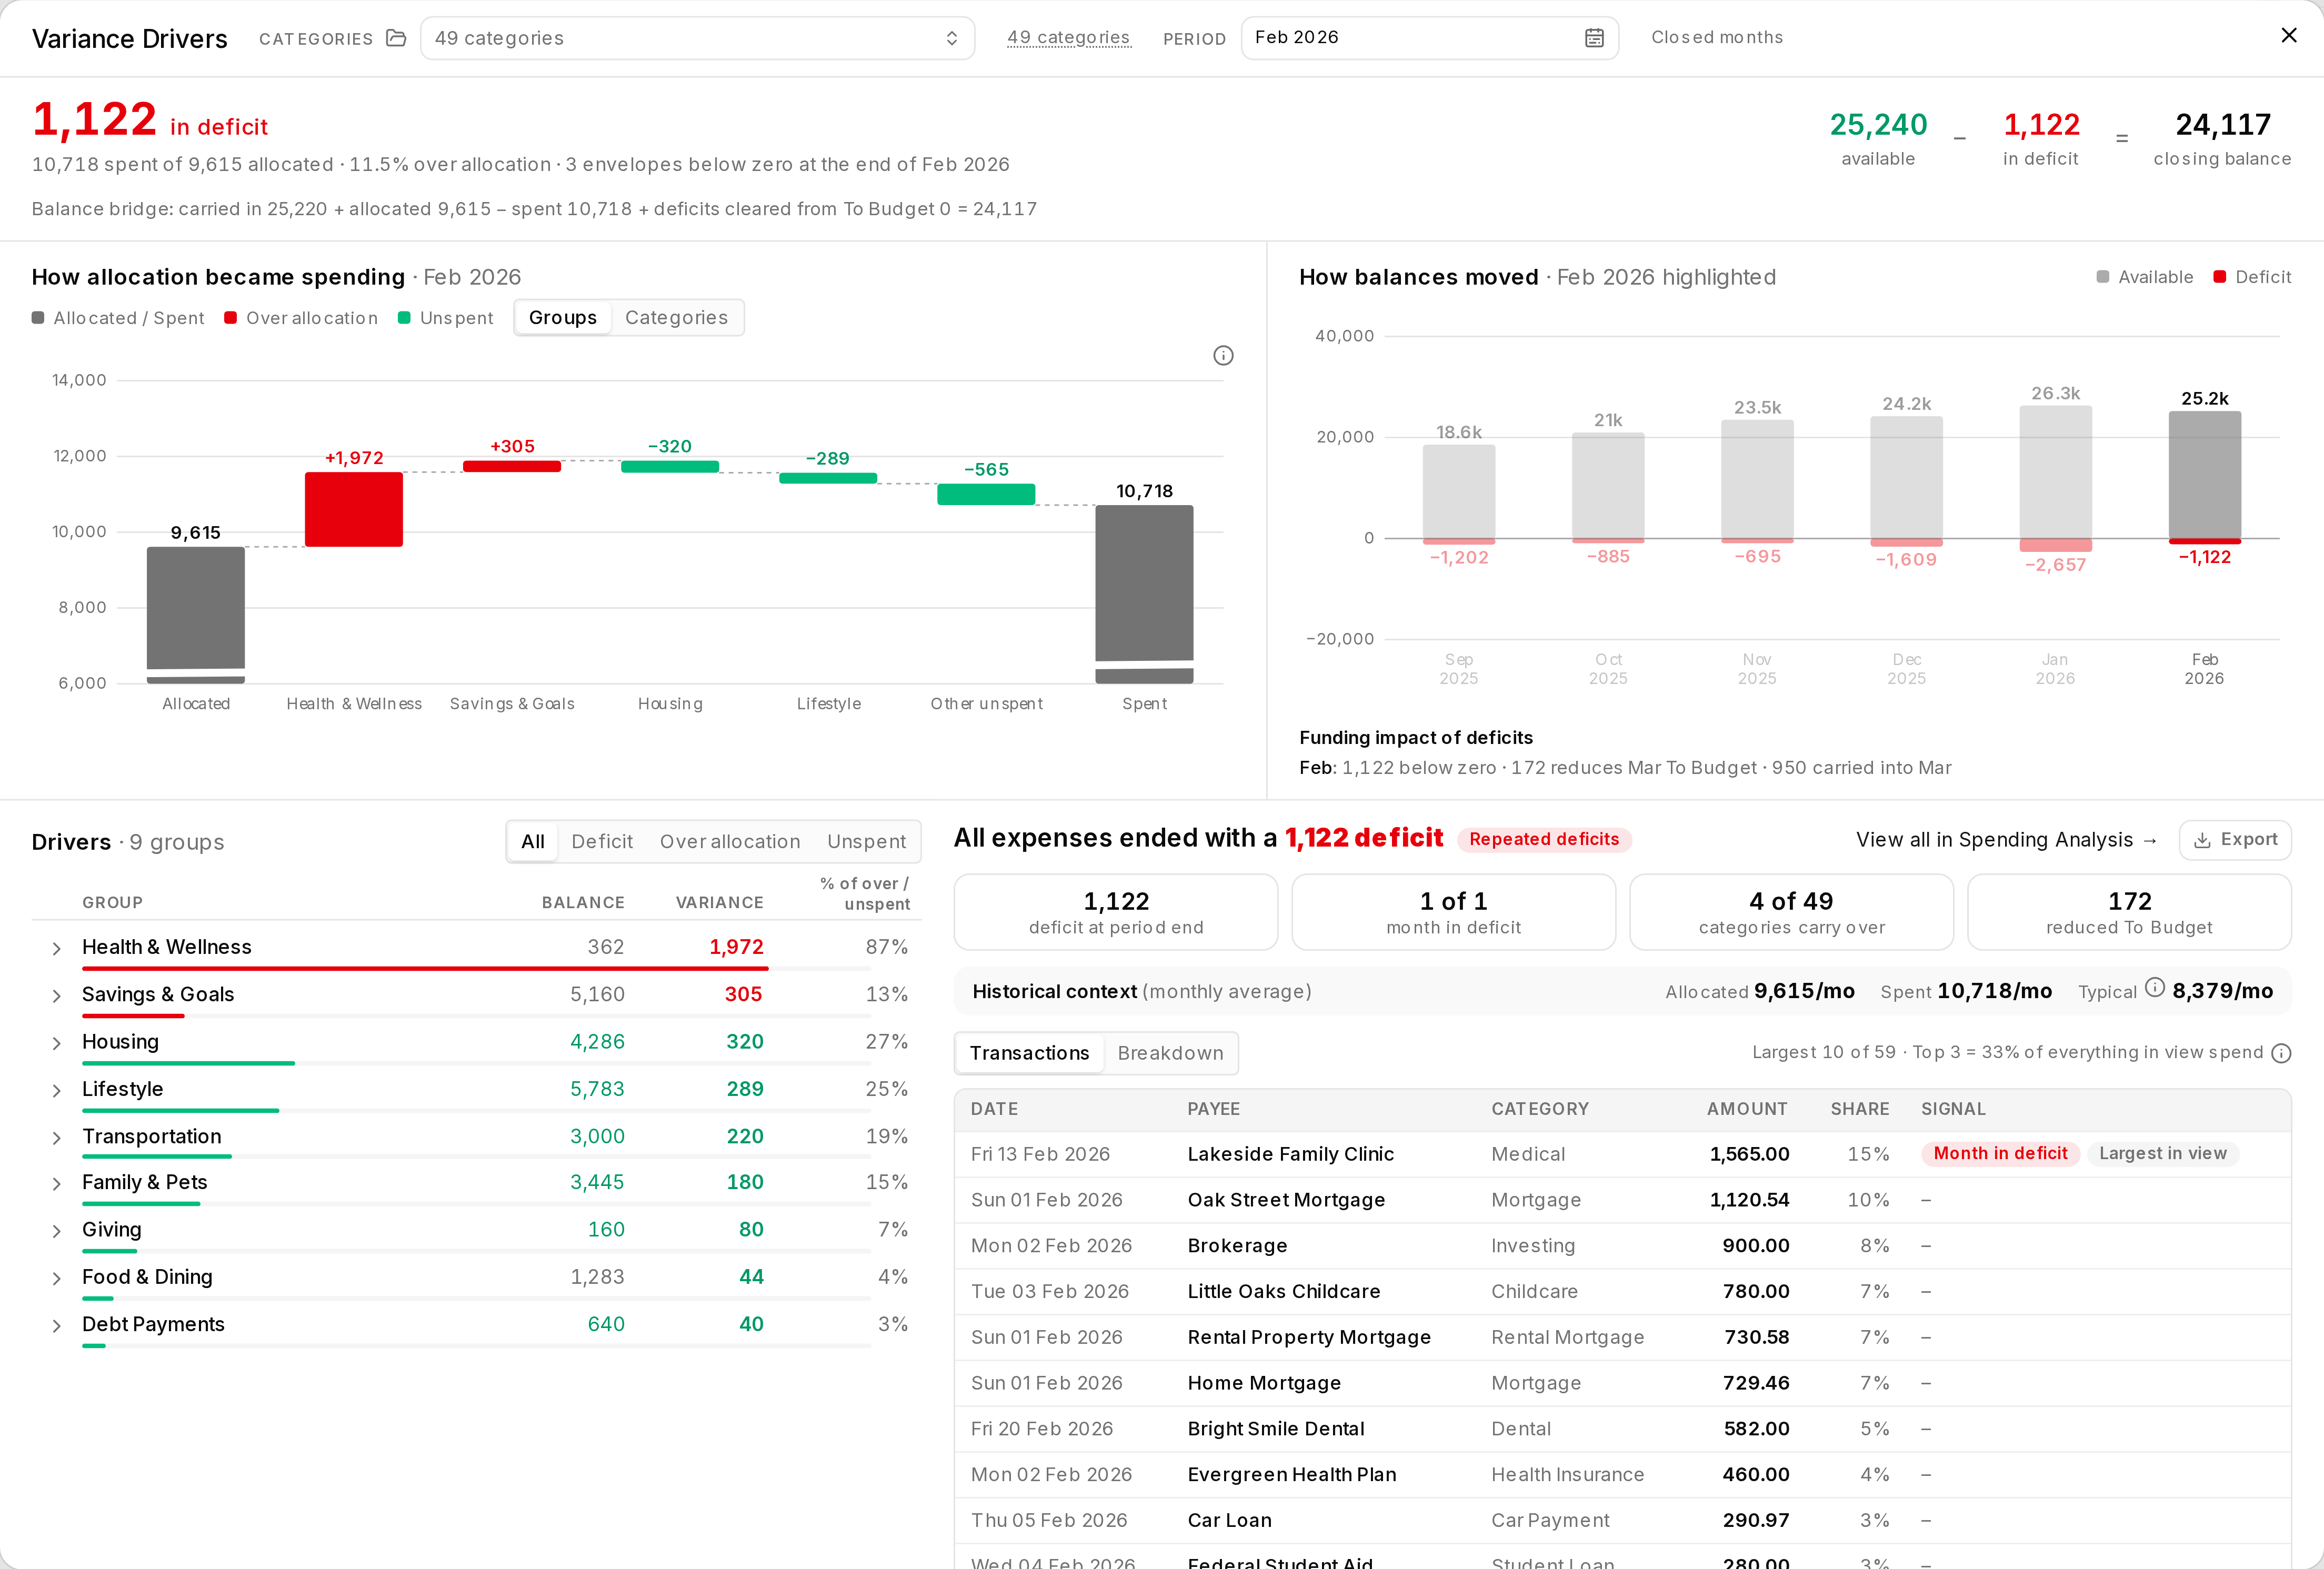 Variance Drivers CATEGORIES 49 categories 49 categories PERIOD Feb 2026 Closed months
1,122 in deficit
10,718 spent of 9,615 allocated · 11.5% over allocation · 3 envelopes below zero at the end of Feb 2026
Balance bridge: carried in 25,220 + allocated 9,615 – spent 10,718 + deficits cleared from To Budget 0 = 24,117
25,240 – 1,122 = 24,117
available in deficit closing balance
How allocation became spending · Feb 2026
Allocated / Spent Over allocation Unspent Groups Categories
14,000
12,000
10,000
8,000
6,000
9,615 +1,972 +305 −320 −289 −565 10,718
Allocated Health & Wellness Savings & Goals Housing Lifestyle Other unspent Spent
How balances moved · Feb 2026 highlighted
Available Deficit
40,000
20,000
0
−20,000
18.6k 21k 23.5k 24.2k 26.3k 25.2k
−1,202 −885 −695 −1,609 −2,657 −1,122
Sep Oct Nov Dec Jan Feb
2025 2025 2025 2025 2026 2026
Funding impact of deficits
Feb: 1,122 below zero · 172 reduces Mar To Budget · 950 carried into Mar
Drivers · 9 groups All Deficit Over allocation Unspent
GROUP BALANCE VARIANCE % of over / unspent
Health & Wellness 362 1,972 87%
Savings & Goals 5,160 305 13%
Housing 4,286 320 27%
Lifestyle 5,783 289 25%
Transportation 3,000 220 19%
Family & Pets 3,445 180 15%
Giving 160 80 7%
Food & Dining 1,283 44 4%
Debt Payments 640 40 3%
All expenses ended with a 1,122 deficit Repeated deficits View all in Spending Analysis → Export
1,122 1 of 1 4 of 49 172
deficit at period end month in deficit categories carry over reduced To Budget
Historical context (monthly average) Allocated 9,615/mo Spent 10,718/mo Typical 8,379/mo
Transactions Breakdown Largest 10 of 59 · Top 3 = 33% of everything in view spend
DATE PAYEE CATEGORY AMOUNT SHARE SIGNAL
Fri 13 Feb 2026 Lakeside Family Clinic Medical 1,565.00 15% Month in deficit Largest in view
Sun 01 Feb 2026 Oak Street Mortgage Mortgage 1,120.54 10% –
Mon 02 Feb 2026 Brokerage Investing 900.00 8% –
Tue 03 Feb 2026 Little Oaks Childcare Childcare 780.00 7% –
Sun 01 Feb 2026 Rental Property Mortgage Rental Mortgage 730.58 7% –
Sun 01 Feb 2026 Home Mortgage Mortgage 729.46 7% –
Fri 20 Feb 2026 Bright Smile Dental Dental 582.00 5% –
Mon 02 Feb 2026 Evergreen Health Plan Health Insurance 460.00 4% –
Thu 05 Feb 2026 Car Loan Car Payment 290.97 3% –
Wed 04 Feb 2026 Federal Student Aid Student Loan 280.00 3% –